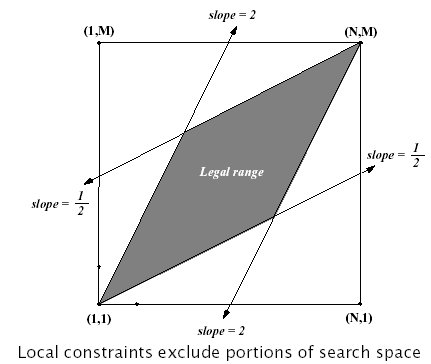 slope = 2
(1,M)
(N,M)
slope = 1/2
Legal range
slope = 1/2
(1,1)
(N,1)
slope = 2
Local constraints exclude portions of search space